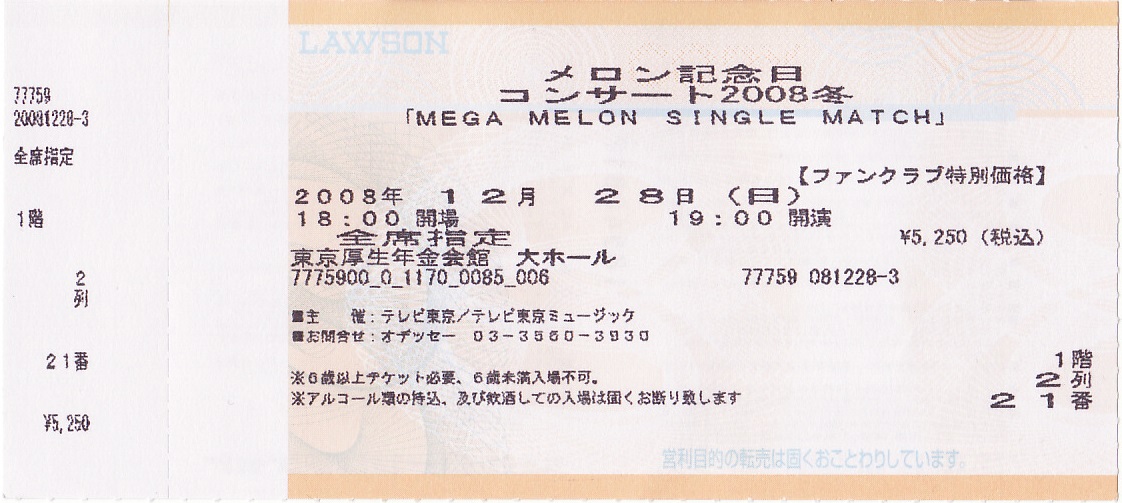 77759
20081228-3
全席指定
1階
2
列
21番
¥5,250
LAWSON
メロン記念日
コンサート2008冬
「MEGA MELON SINGLE MATCH」
【ファンクラブ特別価格】
2008年 12月 28日 (日)
18:00 開場 19:00 開演
全席指定 ¥5,250 (税込)
東京厚生年金会館 大ホール
7775900_0_1170_0085_006 77759 081228-3
■主 催:テレビ東京/テレビ東京ミュージック
■お問合せ:オデッセー 03-3560-3930
1階
2列
21番
※6歳以上チケット必要、6歳未満入場不可。
※アルコール類の持込、及び飲酒しての入場は固くお断り致します
営利目的の転売は固くおことわりしています。